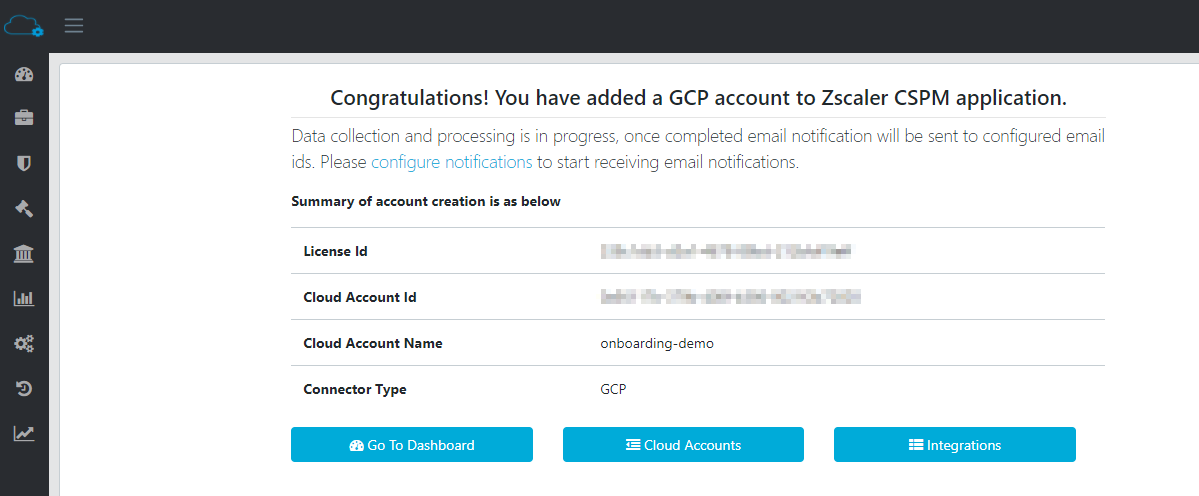 Congratulations! You have added a GCP account to Zscaler CSPM application.
Data collection and processing is in progress, once completed email notification will be sent to configured email
ids. Please configure notifications to start receiving email notifications.
Summary of account creation is as below
License Id
Cloud Account Id
Cloud Account Name onboarding-demo
Connector Type GCP
Go To Dashboard Cloud Accounts Integrations